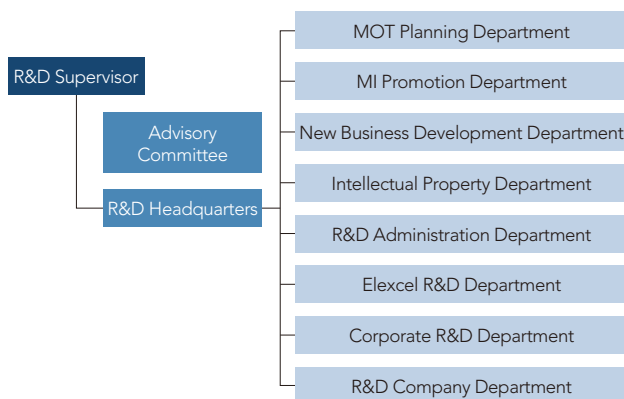 R&D Supervisor
Advisory
Committee
R&D Headquarters
MOT Planning Department
MI Promotion Department
New Business Development Department
Intellectual Property Department
R&D Administration Department
Elexcel R&D Department
Corporate R&D Department
R&D Company Department